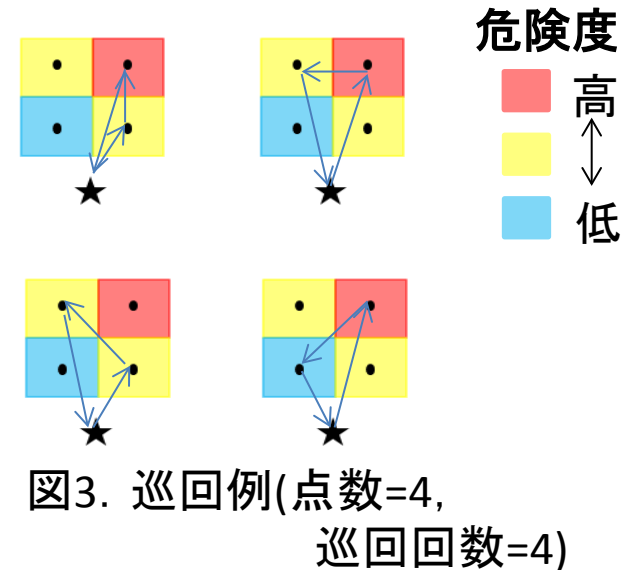 危険度
高
低
図3. 巡回例(点数=4,
巡回回数=4)